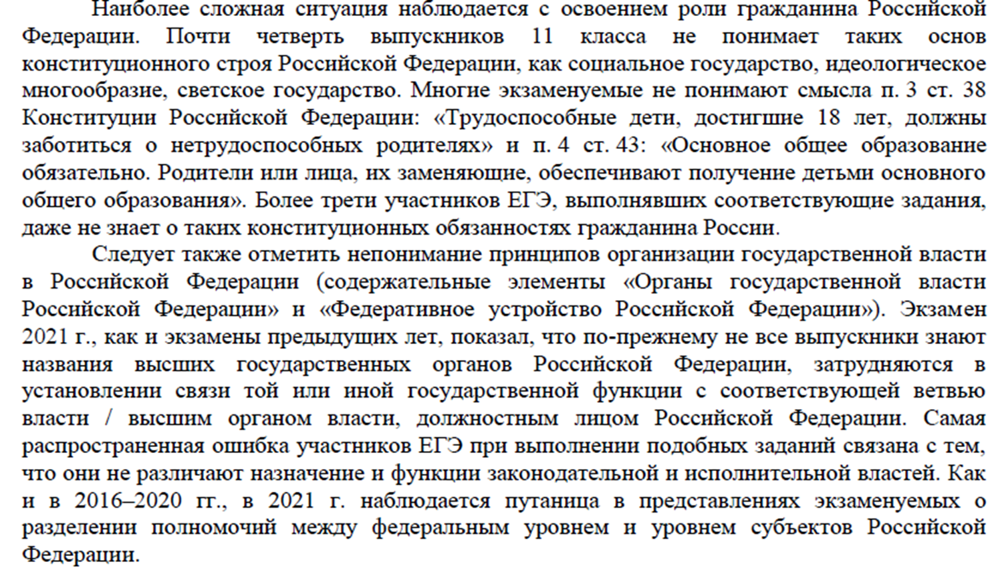 Наиболее сложная ситуация наблюдается с освоением роли гражданина Российской
Федерации. Почти четверть выпускников 11 класса не понимает таких основ
конституционного строя Российской Федерации, как социальное государство, идеологическое
многообразие, светское государство. Многие экзаменуемые не понимают смысла п. 3 ст. 38
Конституции Российской Федерации: «Трудоспособные дети, достигшие 18 лет, должны
заботиться о нетрудоспособных родителях» и п. 4 ст. 43: «Основное общее образование
обязательно. Родители или лица, их заменяющие, обеспечивают получение детьми основного
общего образования». Более трети участников ЕГЭ, выполнявших соответствующие задания,
даже не знает о таких конституционных обязанностях гражданина России.
Следует также отметить непонимание принципов организации государственной власти
в Российской Федерации (содержательные элементы «Органы государственной власти
Российской Федерации» и «Федеративное устройство Российской Федерации»). Экзамен
2021 г., как и экзамены предыдущих лет, показал, что по-прежнему не все выпускники знают
названия высших государственных органов Российской Федерации, затрудняются в
установлении связи той или иной государственной функции с соответствующей ветвью
власти / высшим органом власти, должностным лицом Российской Федерации. Самая
распространенная ошибка участников ЕГЭ при выполнении подобных заданий связана с тем,
что они не различают назначение и функции законодательной и исполнительной властей. Как
и в 2016–2020 гг., в 2021 г. наблюдается путаница в представлениях экзаменуемых о
разделении полномочий между федеральным уровнем и уровнем субъектов Российской
Федерации.